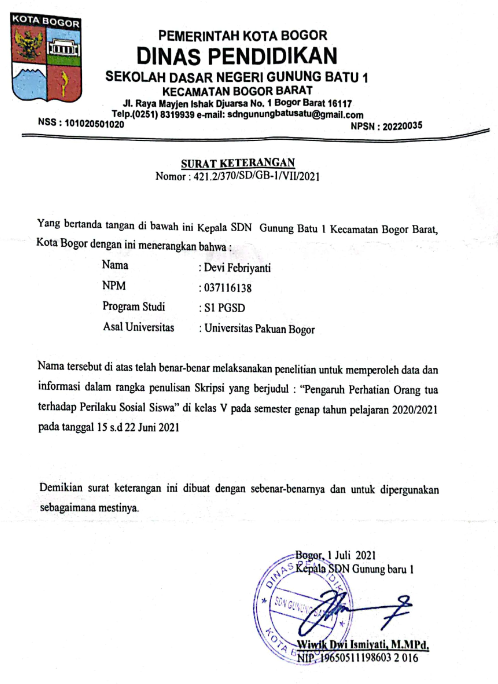 KOTA BOGOR
PEMERINTAH KOTA BOGOR
DINAS PENDIDIKAN
SEKOLAH DASAR NEGERI GUNUNG BATU 1
KECAMATAN BOGOR BARAT
Jl. Raya Mayjen Ishak Djuarsa No. 1 Bogor Barat 16117
Telp.(0251) 8319939 e-mail: sdngunungbatusatu@gmail.com
NSS : 101020501020 NPSN : 20220035
SURAT KETERANGAN
Nomor : 421.2/370/SD/GB-1/VII/2021
Yang bertanda tangan di bawah ini Kepala SDN Gunung Batu 1 Kecamatan Bogor Barat,
Kota Bogor dengan ini menerangkan bahwa :
Nama : Devi Febriyanti
NPM : 037116138
Program Studi : S1 PGSD
Asal Universitas : Universitas Pakuan Bogor
Nama tersebut di atas telah benar-benar melaksanakan penelitian untuk memperoleh data dan
informasi dalam rangka penulisan Skripsi yang berjudul : “Pengaruh Perhatian Orang tua
terhadap Perilaku Sosial Siswa” di kelas V pada semester genap tahun pelajaran 2020/2021
pada tanggal 15 s.d 22 Juni 2021
Demikian surat keterangan ini dibuat dengan sebenar-benarnya dan untuk dipergunakan
sebagaimana mestinya.
Bogor, 1 Juli 2021
Kepala SDN Gunung baru 1
DINAS PENDIDIK
SDN GUNUNG BATU
KOTA BOGOR
Wiwik Dwi Ismiyati, M.MPd.
NIP. 19650511198603 2 016